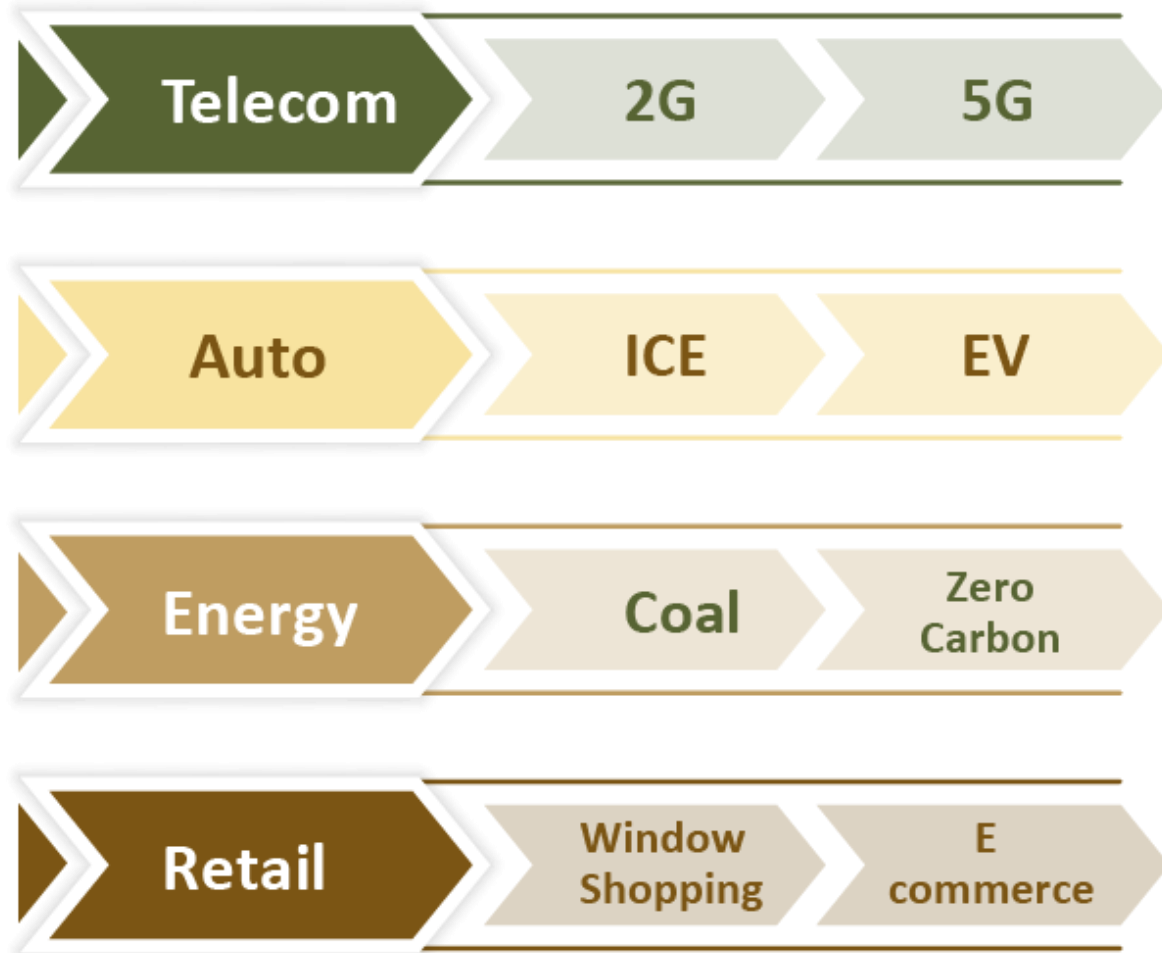 Telecom
2G
5G
Auto
ICE
EV
Energy
Coal
Zero
Carbon
Retail
Window
Shopping
E
commerce